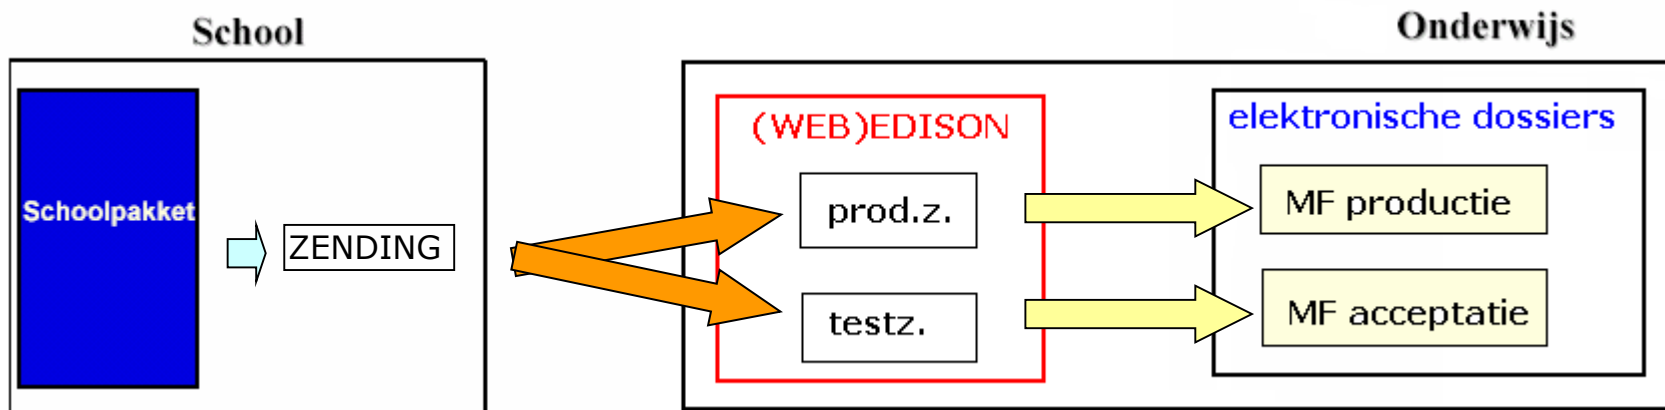 School
Onderwijs
Schoolpakket
ZENDING
(WEB)EDISON
prod.z.
testz.
elektronische dossiers
MF productie
MF acceptatie